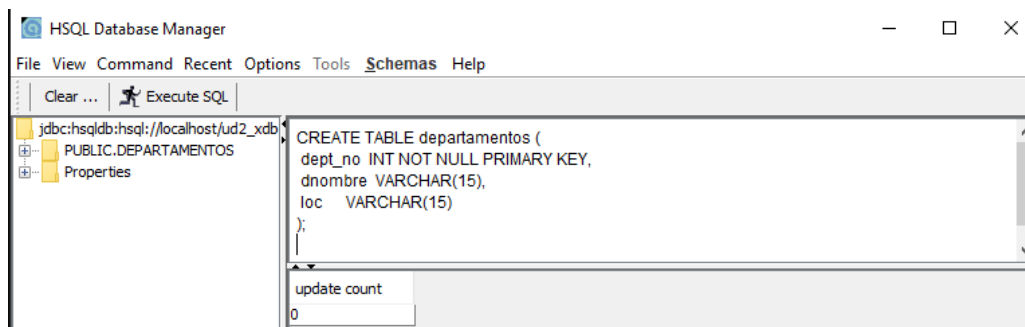 HSQL Database Manager
File View Command Recent Options Tools Schemas Help
Clear ... Execute SQL
jdbc:hsqldb:hsql://localhost/ud2_xdb
PUBLIC.DEPARTAMENTOS
Properties
CREATE TABLE departamentos (
dept_no INT NOT NULL PRIMARY KEY,
dnombre VARCHAR(15),
loc VARCHAR(15)
);
update count
0